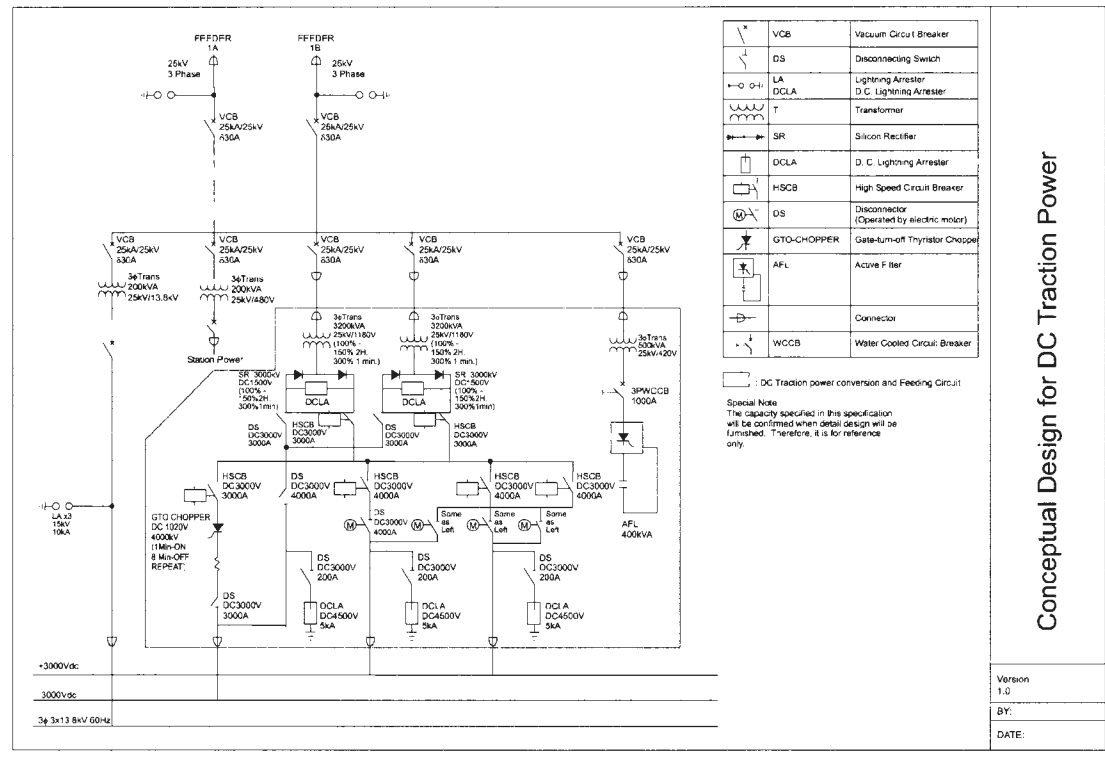 FEEDER
1A
25kV
3 Phase
FEEDER
1B
25kV
3 Phase
VCB
25kA/25kV
630A
VCB
25kA/25kV
630A
VCB
25kA/25kV
630A
VCB
25kA/25kV
630A
VCB
25kA/25kV
630A
VCB
25kA/25kV
630A
VCB
25kA/25kV
630A
3ϕTrans
200kVA
25kV/13.8kV
3ϕTrans
200kVA
25kV/480V
Station Power
3ϕTrans
3200kVA
25kV/1180V
(100% -
150% 2H.
300% 1 min.)
3ϕTrans
3200kVA
25kV/1180V
(100% -
150% 2H.
300% 1 min.)
3ϕTrans
500kVA
25kV/420V
SR 3000kV
DC1500V
(100% -
150%2H.
300%1min)
DCLA
SR 3000kV
DC1500V
(100% -
150%2H.
300%1min)
DCLA
3PWCCB
1000A
DS
DC3000V
3000A
HSCB
DC3000V
3000A
DS
DC3000V
3000A
HSCB
DC3000V
3000A
HSCB
DC3000V
3000A
DS
DC3000V
4000A
HSCB
DC3000V
4000A
HSCB
DC3000V
4000A
HSCB
DC3000V
4000A
LA x3
15kV
10kA
GTO CHOPPER
DC 1020V
4000kV
(1Min-ON
8 Min-OFF
REPEAT)
M
DS
DC3000V
4000A
M
Same
as
Left
M
Same
as
Left
M
Same
as
Left
AFL
400kVA
DS
DC3000V
3000A
DS
DC3000V
200A
DCLA
DC4500V
5kA
DS
DC3000V
200A
DCLA
DC4500V
5kA
DS
DC3000V
200A
DCLA
DC4500V
5kA
+3000Vdc
3000Vdc
3ϕ 3x13 8kV 60Hz
VCB Vacuum Circuit Breaker
DS Disconnecting Switch
LA Lightning Arrester
DCLA D.C. Lightning Arrester
T Transformer
SR Silicon Rectifier
DCLA D. C. Lightning Arrester
HSCB High Speed Circuit Breaker
M DS Disconnector
(Operated by electric motor)
GTO-CHOPPER Gate-turn-off Thyristor Chopper
AFL Active Filter
Connector
WCCB Water Cooled Circuit Breaker
: DC Traction power conversion and Feeding Circuit
Special Note
The capacity specified in this specification
will be confirmed when detail design will be
furnished. Therefore, it is for reference
only.
Conceptual Design for DC Traction Power
Version
1.0
BY:
DATE: